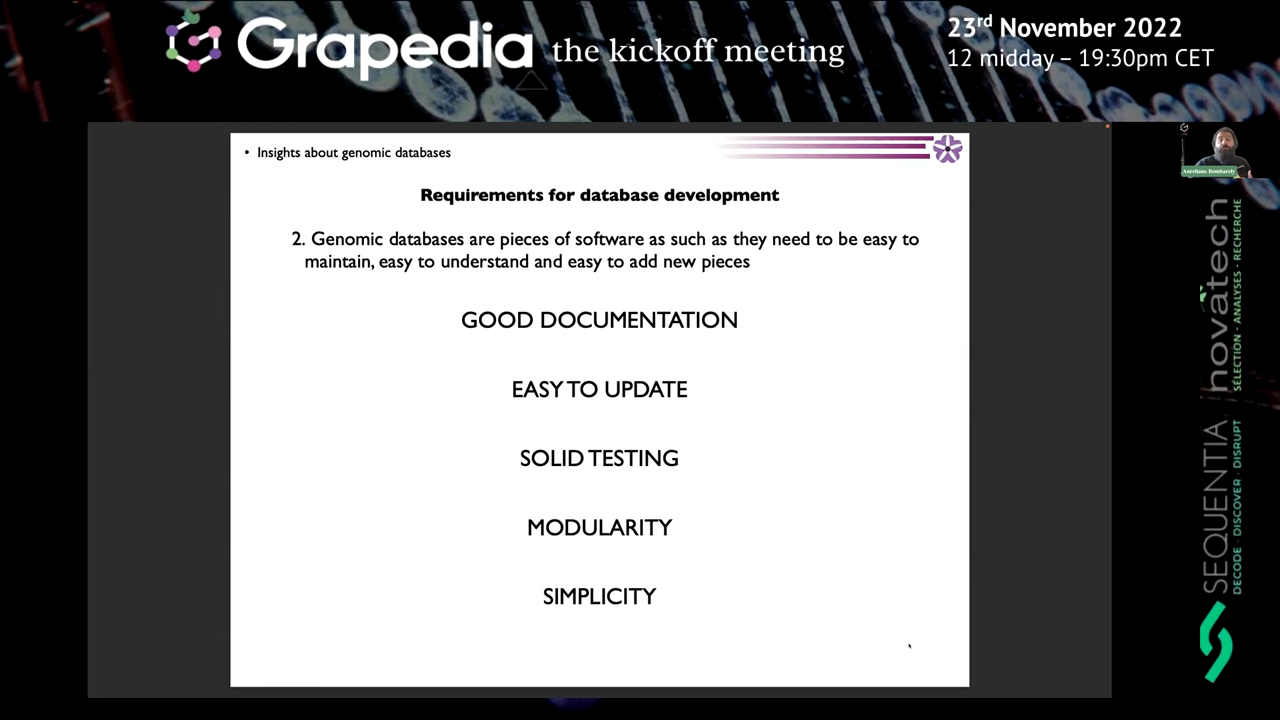 Grapedia the kickoff meeting
23rd November 2022
12 midday – 19:30pm CET
• Insights about genomic databases
Requirements for database development
2. Genomic databases are pieces of software as such as they need to be easy to
maintain, easy to understand and easy to add new pieces
GOOD DOCUMENTATION
EASY TO UPDATE
SOLID TESTING
MODULARITY
SIMPLICITY
Aureliano Bombarely
novatech
SÉLECTION - ANALYSES - RECHERCHE
SEQUENTIA
DECODE · DISCOVER · DISRUPT